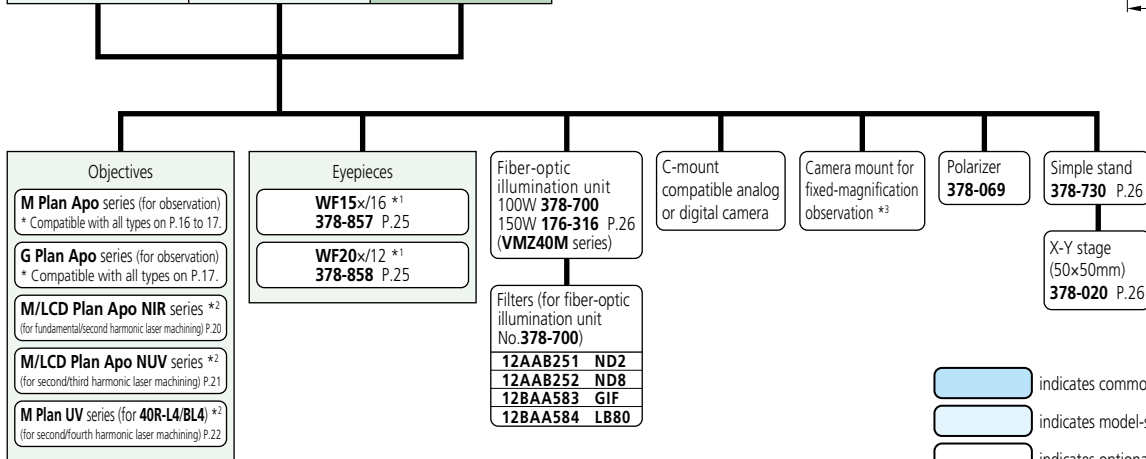 Objectives
M Plan Apo series (for observation)
* Compatible with all types on P.16 to 17.
G Plan Apo series (for observation)
* Compatible with all types on P.17.
M/LCD Plan Apo NIR series *2
(for fundamental/second harmonic laser machining) P.20
M/LCD Plan Apo NUV series *2
(for second/third harmonic laser machining) P.21
M Plan UV series (for 40R-L4/BL4) *2
(for second/fourth harmonic laser machining) P.22
Eyepieces
WF15×/16 *1
378-857 P.25
WF20×/12 *1
378-858 P.25
Fiber-optic
illumination unit
100W 378-700
150W 176-316 P.26
(VMZ40M series)
Filters (for fiber-optic
illumination unit
No.378-700)
12AAB251 ND2
12AAB252 ND8
12BAA583 GIF
12BAA584 LB80
C-mount
compatible analog
or digital camera
Camera mount for
fixed-magnification
observation *3
Polarizer
378-069
Simple stand
378-730 P.26
X-Y stage
(50×50mm)
378-020 P.26
indicates commo
indicates model-s
indicates optiona